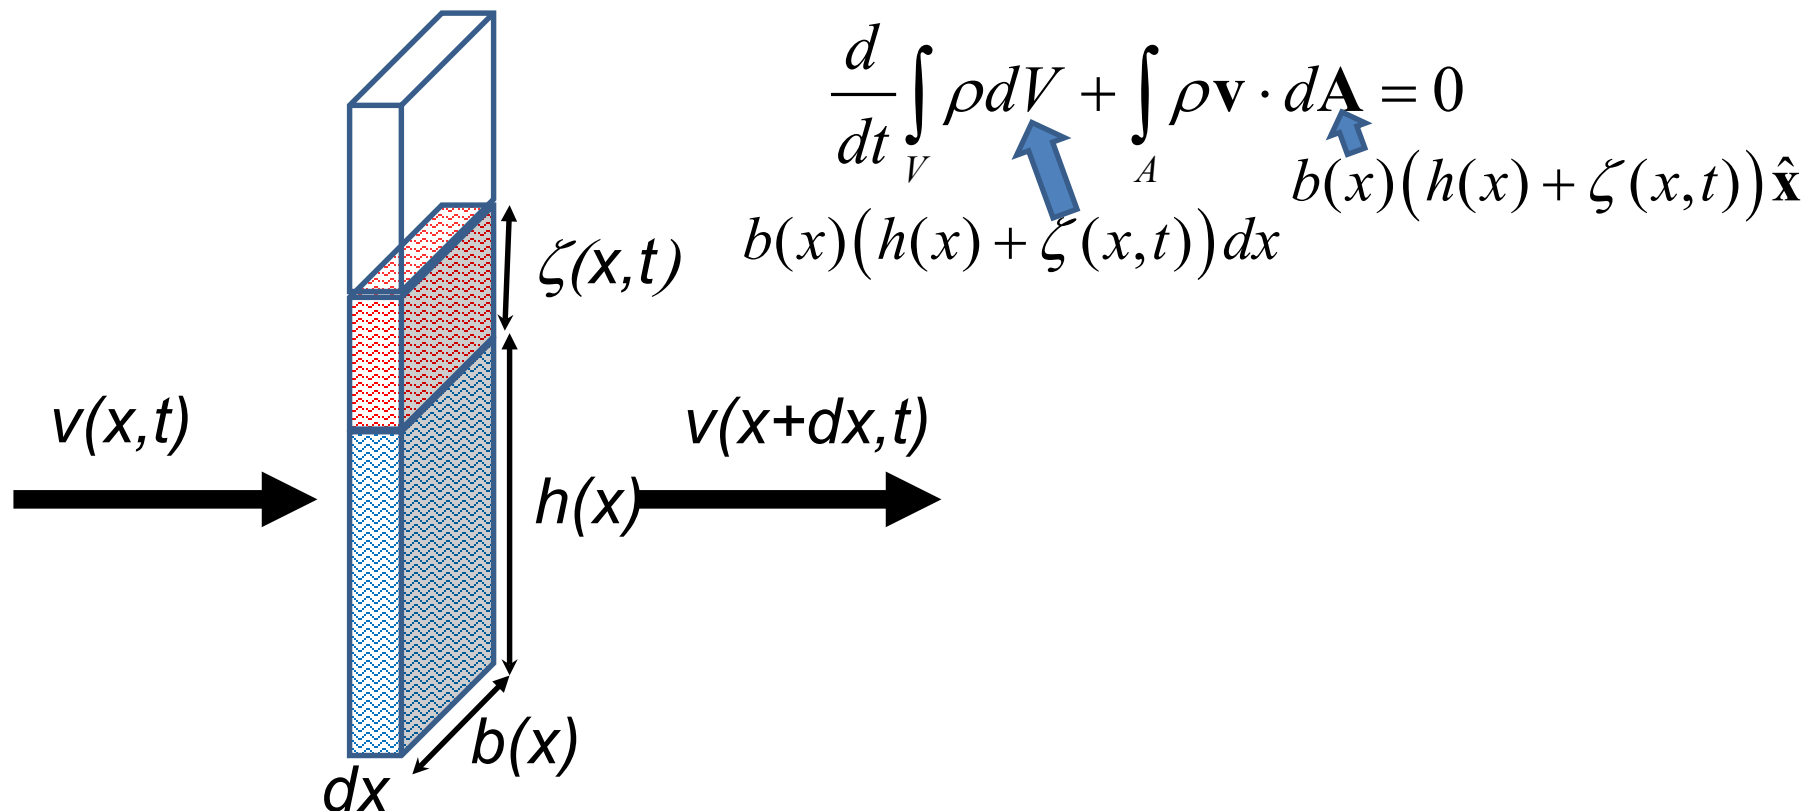 d/dt ∫_V ρdV + ∫_A ρ𝐯 · d𝐀 = 0
b(x)(h(x) + ζ(x,t)) 𝐱̂
b(x)(h(x) + ζ(x,t))dx
ζ(x,t)
v(x,t)
v(x+dx,t)
h(x)
b(x)
dx